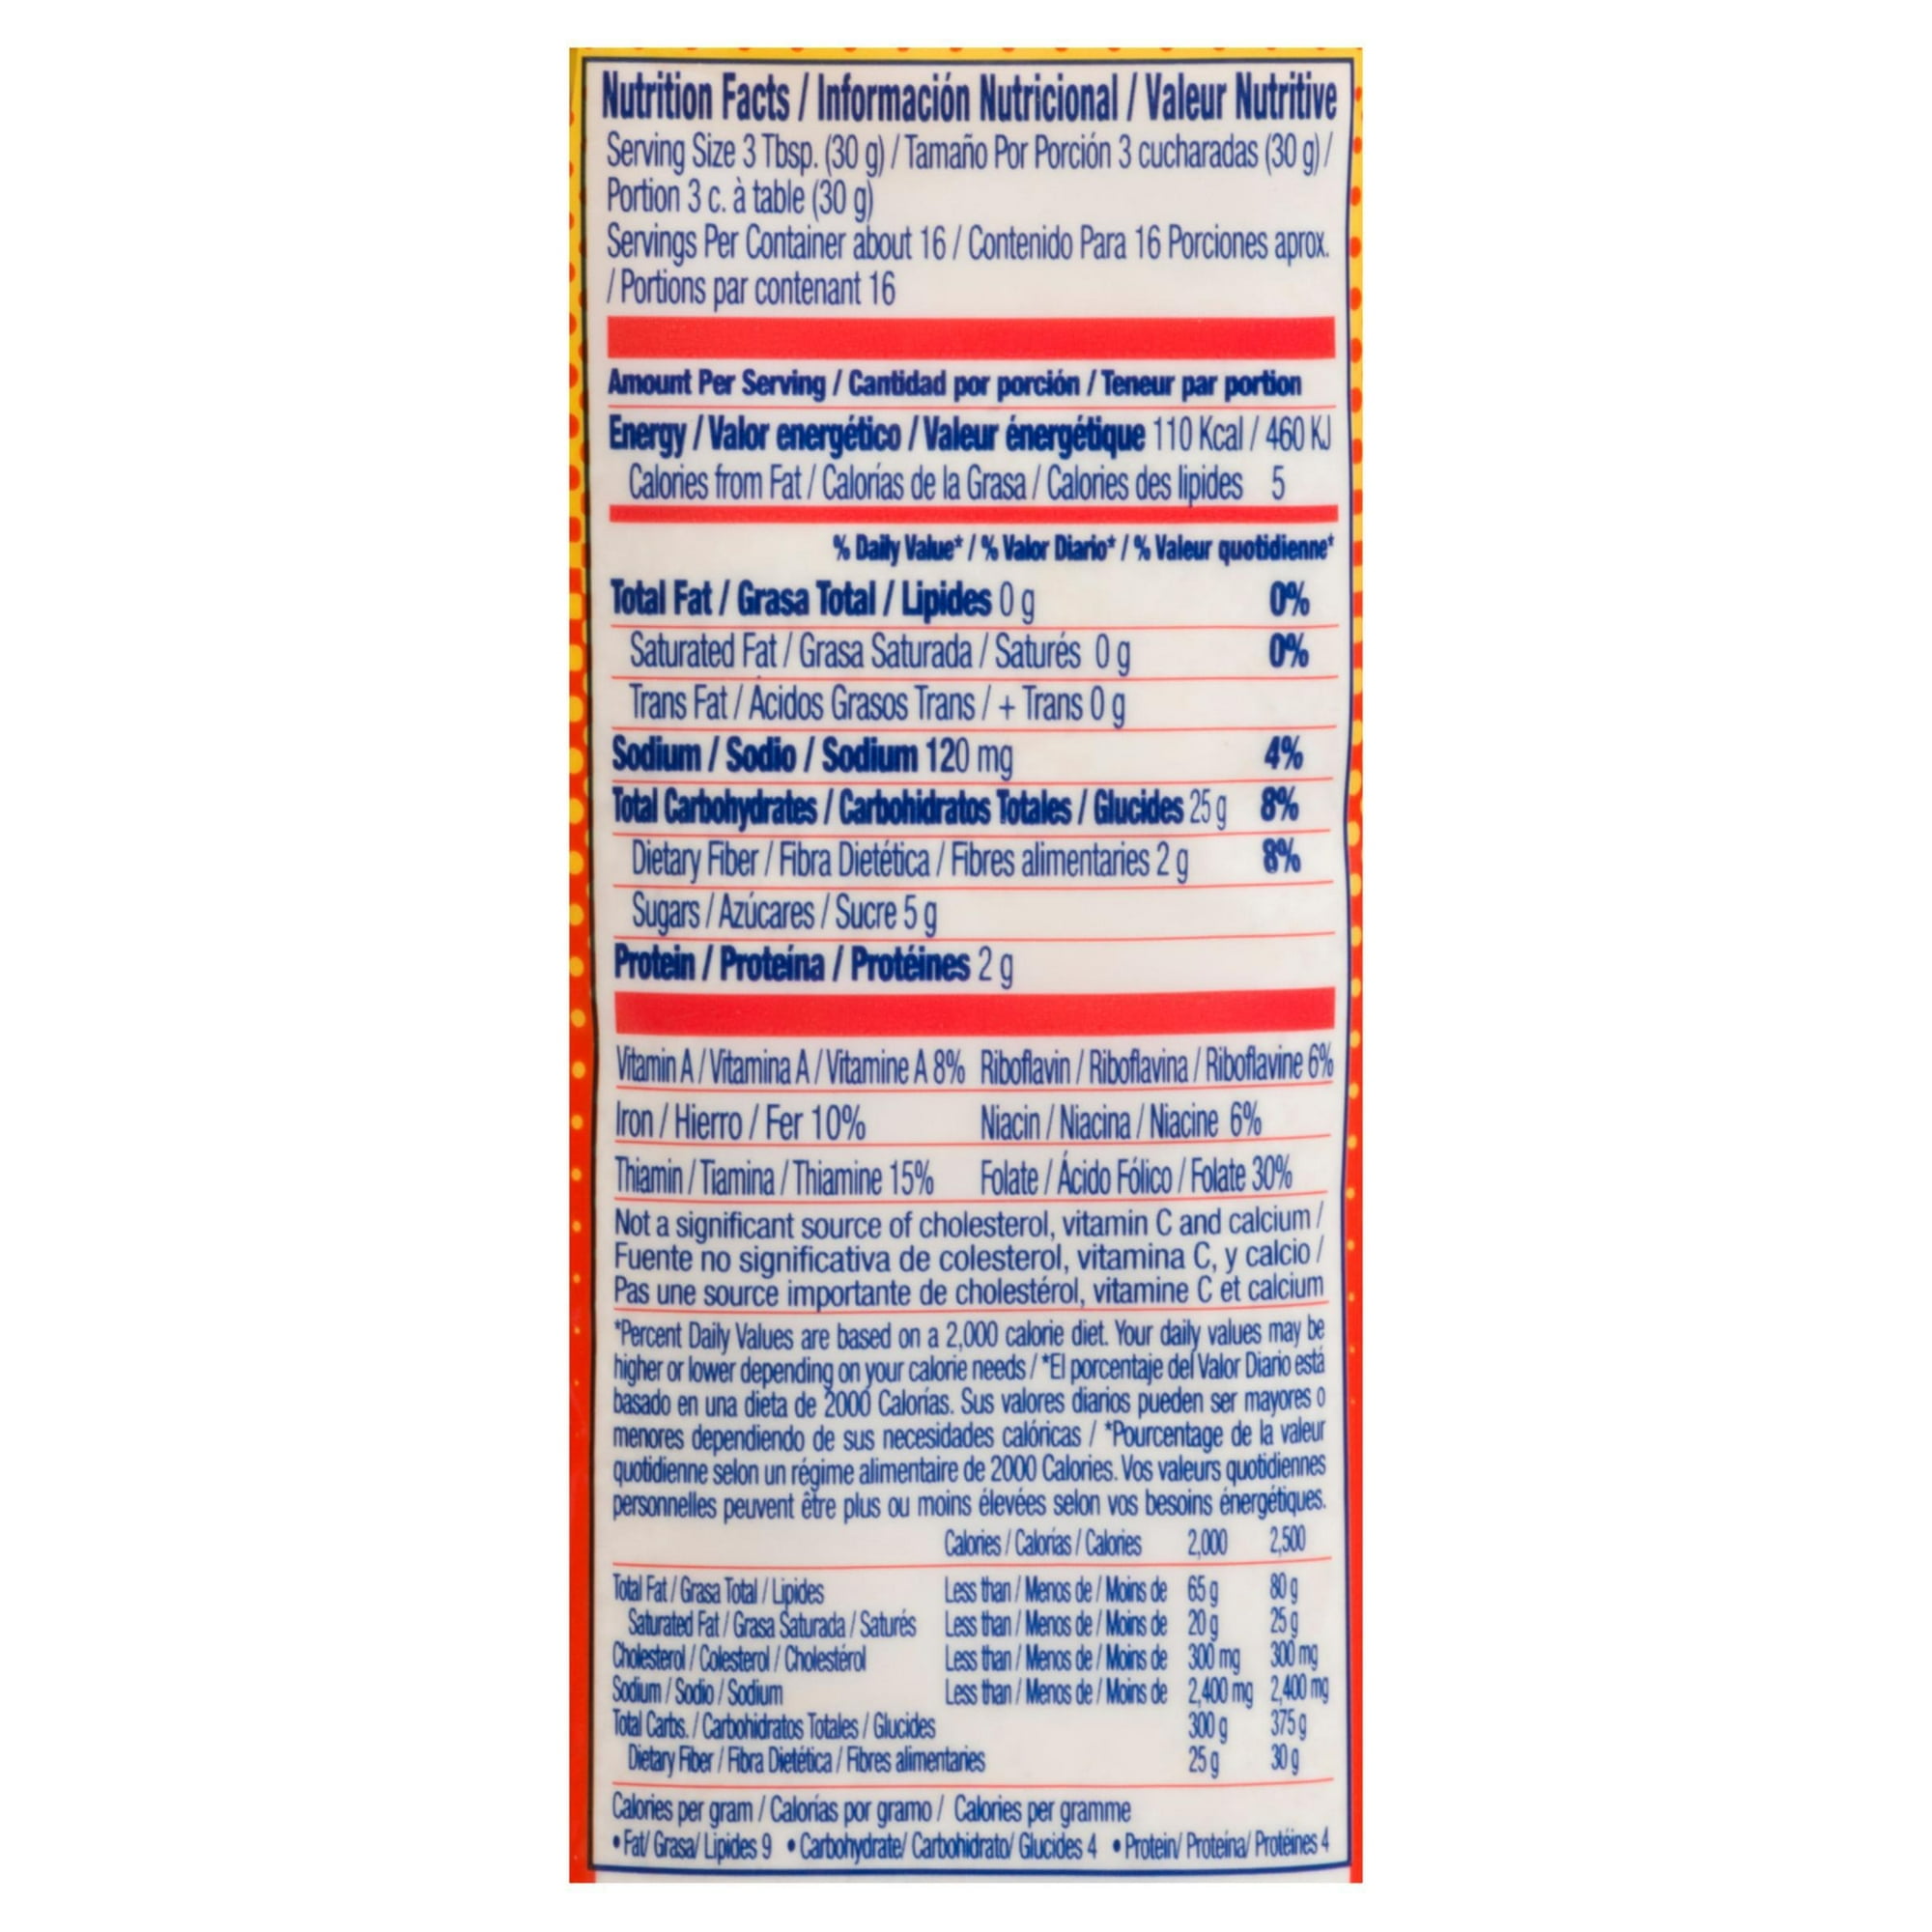 Nutrition Facts / Información Nutricional / Valeur Nutritive
Serving Size 3 Tbsp. (30 g) / Tamaño Por Porción 3 cucharadas (30 g) /
Portion 3 c. à table (30 g)
Servings Per Container about 16 / Contenido Para 16 Porciones aprox.
/ Portions par contenant 16
Amount Per Serving / Cantidad por porción / Teneur par portion
Energy / Valor energético / Valeur énergétique 110 Kcal / 460 KJ
Calories from Fat / Calorías de la Grasa / Calories des lipides 5
% Daily Value* / % Valor Diario* / % Valeur quotidienne*
Total Fat / Grasa Total / Lipides 0 g 0%
Saturated Fat / Grasa Saturada / Saturés 0 g 0%
Trans Fat / Ácidos Grasos Trans / + Trans 0 g
Sodium / Sodio / Sodium 120 mg 4%
Total Carbohydrates / Carbohidratos Totales / Glucides 25 g 8%
Dietary Fiber / Fibra Dietética / Fibres alimentaries 2 g 8%
Sugars / Azúcares / Sucre 5 g
Protein / Proteína / Protéines 2 g
Vitamin A / Vitamina A / Vitamine A 8% Riboflavin / Riboflavina / Riboflavine 6%
Iron / Hierro / Fer 10% Niacin / Niacina / Niacine 6%
Thiamin / Tiamina / Thiamine 15% Folate / Ácido Fólico / Folate 30%
Not a significant source of cholesterol, vitamin C and calcium /
Fuente no significativa de colesterol, vitamina C, y calcio /
Pas une source importante de cholestérol, vitamine C et calcium
*Percent Daily Values are based on a 2,000 calorie diet. Your daily values may be
higher or lower depending on your calorie needs / *El porcentaje del Valor Diario está
basado en una dieta de 2000 Calorías. Sus valores diarios pueden ser mayores o
menores dependiendo de sus necesidades calóricas / *Pourcentage de la valeur
quotidienne selon un régime alimentaire de 2000 Calories. Vos valeurs quotidiennes
personnelles peuvent être plus ou moins élevées selon vos besoins énergétiques.
Calories / Calorías / Calories 2,000 2,500
Total Fat / Grasa Total / Lipides Less than / Menos de / Moins de 65 g 80 g
Saturated Fat / Grasa Saturada / Saturés Less than / Menos de / Moins de 20 g 25 g
Cholesterol / Colesterol / Cholestérol Less than / Menos de / Moins de 300 mg 300 mg
Sodium / Sodio / Sodium Less than / Menos de / Moins de 2,400 mg 2,400 mg
Total Carbs. / Carbohidratos Totales / Glucides 300 g 375 g
Dietary Fiber / Fibra Dietética / Fibres alimentaries 25 g 30 g
Calories per gram / Calorías por gramo / Calories per gramme
• Fat/ Grasa/ Lipides 9 • Carbohydrate/ Carbohidrato/ Glucides 4 • Protein/ Proteína/ Protéines 4